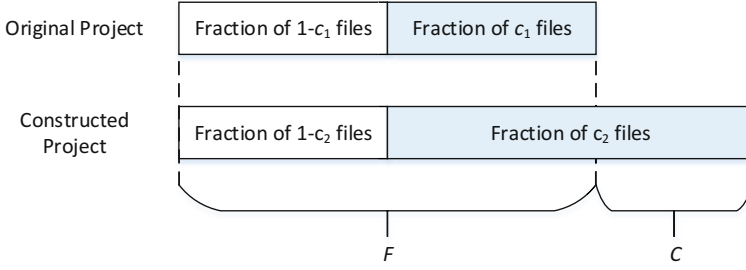 Original Project
Fraction of 1-c₁ files
Fraction of c₁ files
Constructed
Project
Fraction of 1-c₂ files
Fraction of c₂ files
F
C